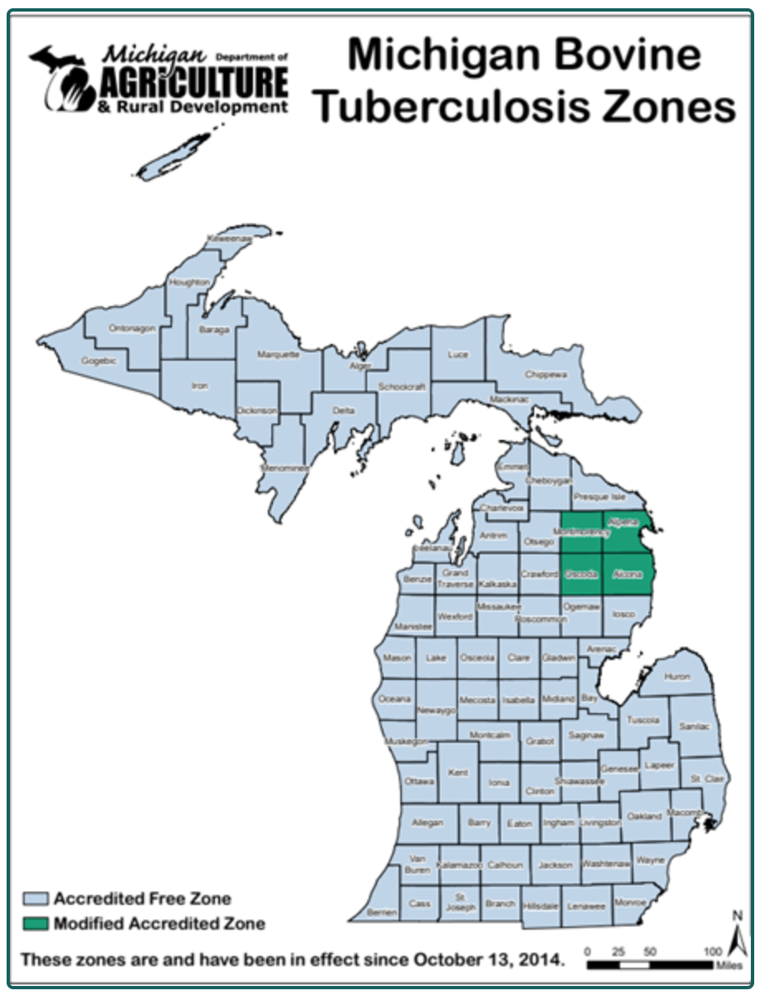 Michigan Department of
AGRICULTURE
& Rural Development
Michigan Bovine
Tuberculosis Zones
Keweenaw
Houghton
Ontonagon
Baraga
Gogebic
Marquette
Alger
Luce
Chippewa
Iron
Schoolcraft
Mackinac
Dickinson
Delta
Menominee
Emmet
Cheboygan
Presque Isle
Charlevoix
Antrim
Otsego
Montmorency
Alpena
Leelanau
Benzie
Grand
Traverse
Kalkaska
Crawford
Oscoda
Alcona
Manistee
Wexford
Missaukee
Roscommon
Ogemaw
Iosco
Mason
Lake
Osceola
Clare
Gladwin
Arenac
Huron
Oceana
Newaygo
Mecosta
Isabella
Midland
Bay
Tuscola
Sanilac
Muskegon
Montcalm
Gratiot
Saginaw
Ottawa
Kent
Ionia
Clinton
Shiawassee
Genesee
Lapeer
St. Clair
Allegan
Barry
Eaton
Ingham
Livingston
Oakland
Macomb
Van
Buren
Kalamazoo
Calhoun
Jackson
Washtenaw
Wayne
Berrien
Cass
St.
Joseph
Branch
Hillsdale
Lenawee
Monroe
Accredited Free Zone
Modified Accredited Zone
These zones are and have been in effect since October 13, 2014.
N
0 25 50 100
Miles